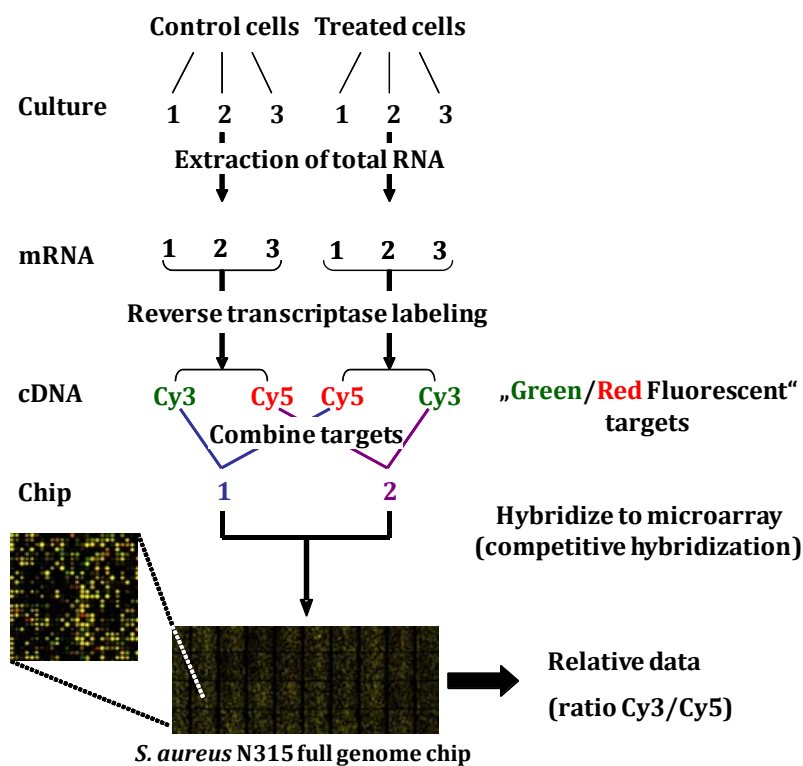 Control cells Treated cells
Culture 1 2 3 1 2 3
Extraction of total RNA
mRNA 1 2 3 1 2 3
Reverse transcriptase labeling
cDNA Cy3 Cy5 Cy5 Cy3 „Green/Red Fluorescent“
targets
Combine targets
Chip 1 2
Hybridize to microarray
(competitive hybridization)
Relative data
(ratio Cy3/Cy5)
S. aureus N315 full genome chip